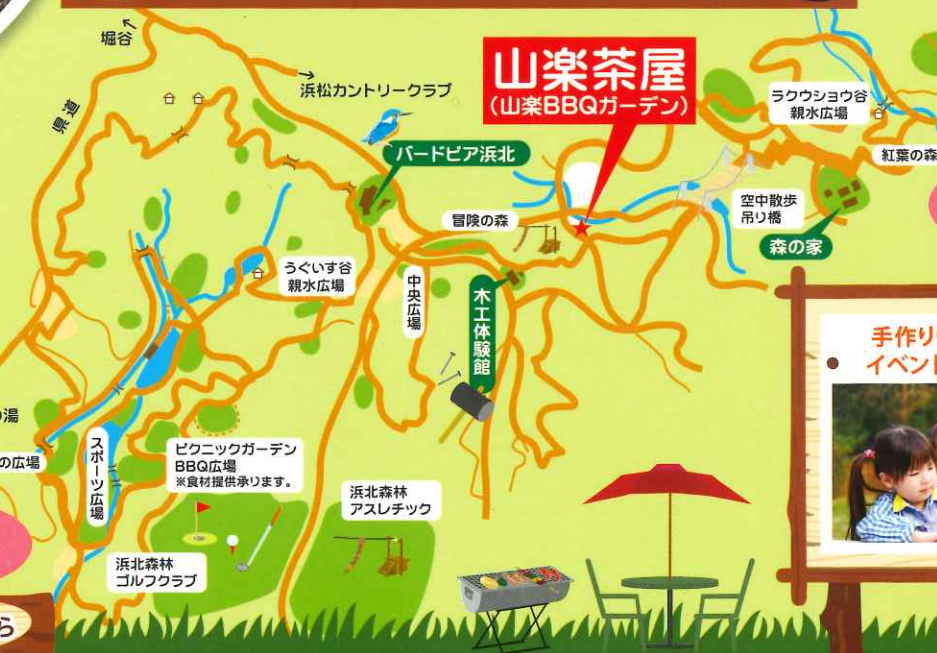 堀谷
県道
浜松カントリークラブ
山楽茶屋
(山楽BBQガーデン)
ラクウショウ谷
親水広場
紅葉の森
バードピア浜北
冒険の森
空中散歩
吊り橋
森の家
うぐいす谷
親水広場
中央広場
木工体験館
手作り
イベン
の湯
の広場
スポーツ広場
ピクニックガーデン
BBQ広場
※食材提供承ります。
浜北森林
アスレチック
浜北森林
ゴルフクラブ
ら